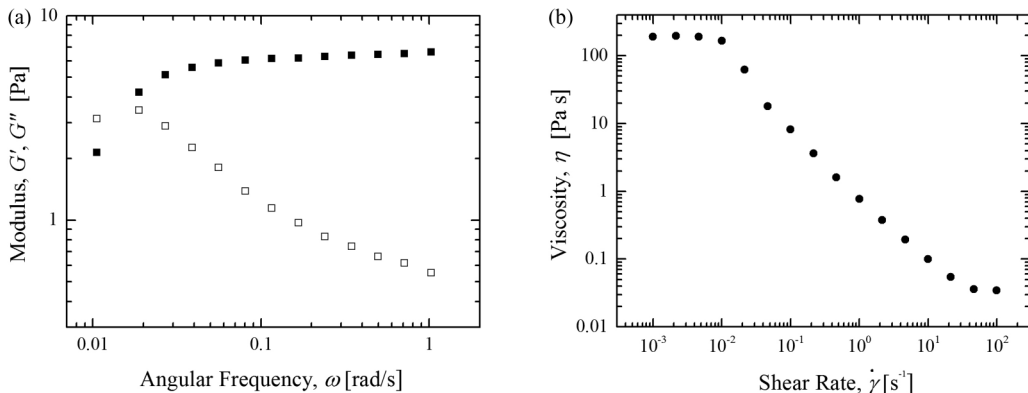 (a)
10
1
Modulus, G′, G″ [Pa]
0.01 0.1 1
Angular Frequency, ω [rad/s]
(b)
100
10
1
0.1
0.01
Viscosity, η [Pa s]
10⁻³ 10⁻² 10⁻¹ 10⁰ 10¹ 10²
Shear Rate, γ̇ [s⁻¹]